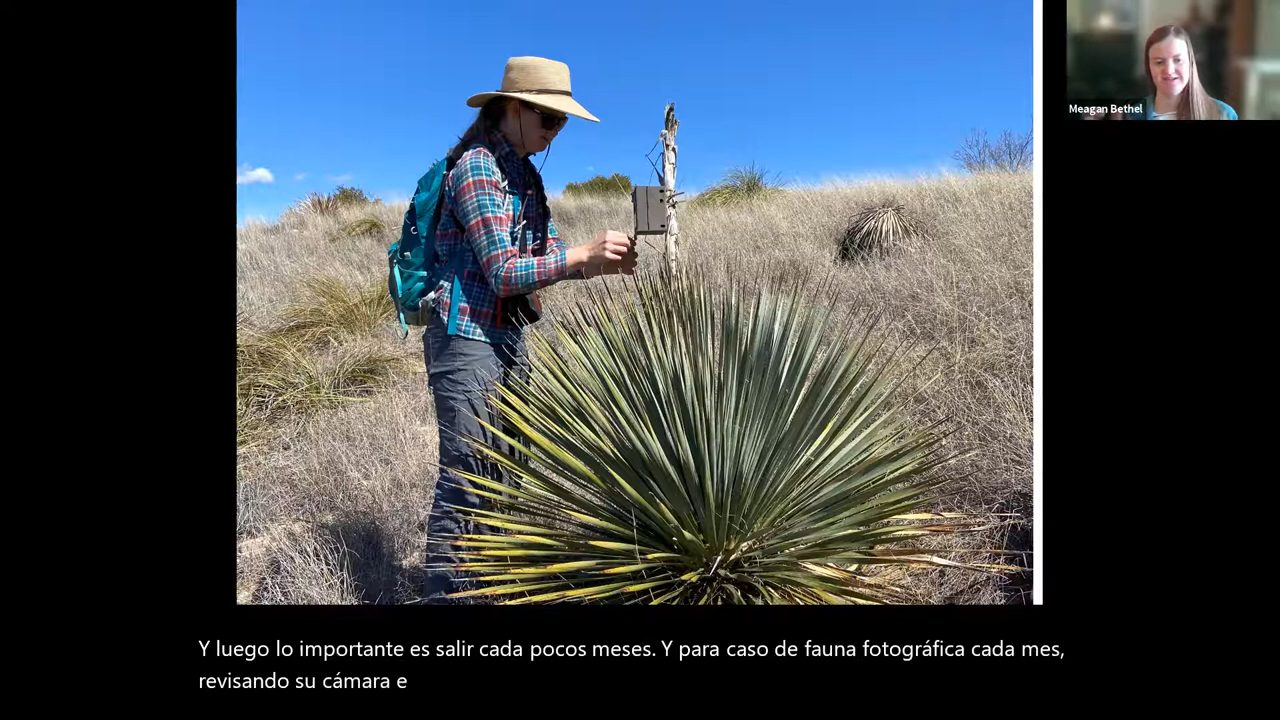 Meagan Bethel
Y luego lo importante es salir cada pocos meses. Y para caso de fauna fotográfica cada mes,
revisando su cámara e